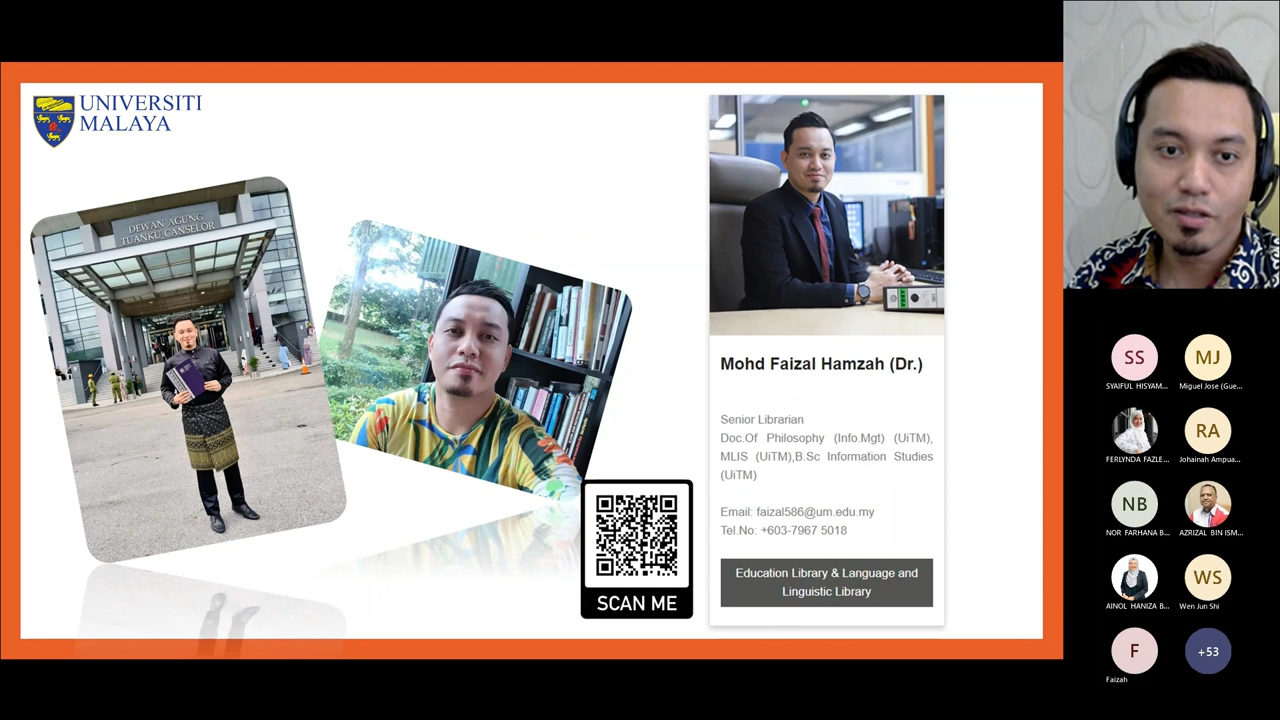 UNIVERSITI
MALAYA
DEWAN AGUNG
TUANKU CANSELOR
SCAN ME
Mohd Faizal Hamzah (Dr.)
Senior Librarian
Doc.Of Philosophy (Info.Mgt) (UiTM),
MLIS (UiTM),B.Sc Information Studies
(UiTM)
Email: faizal586@um.edu.my
Tel.No: +603-7967 5018
Education Library & Language and
Linguistic Library
SS
SYAIFUL HISYAM...
MJ
Miguel Jose (Gue...
FERLYNDA FAZLE...
RA
Johainah Ampua...
NB
NOR FARHANA B...
AZRIZAL BIN ISM...
AINOL HANIZA B...
WS
Wen Jun Shi
F
Faizah
+53